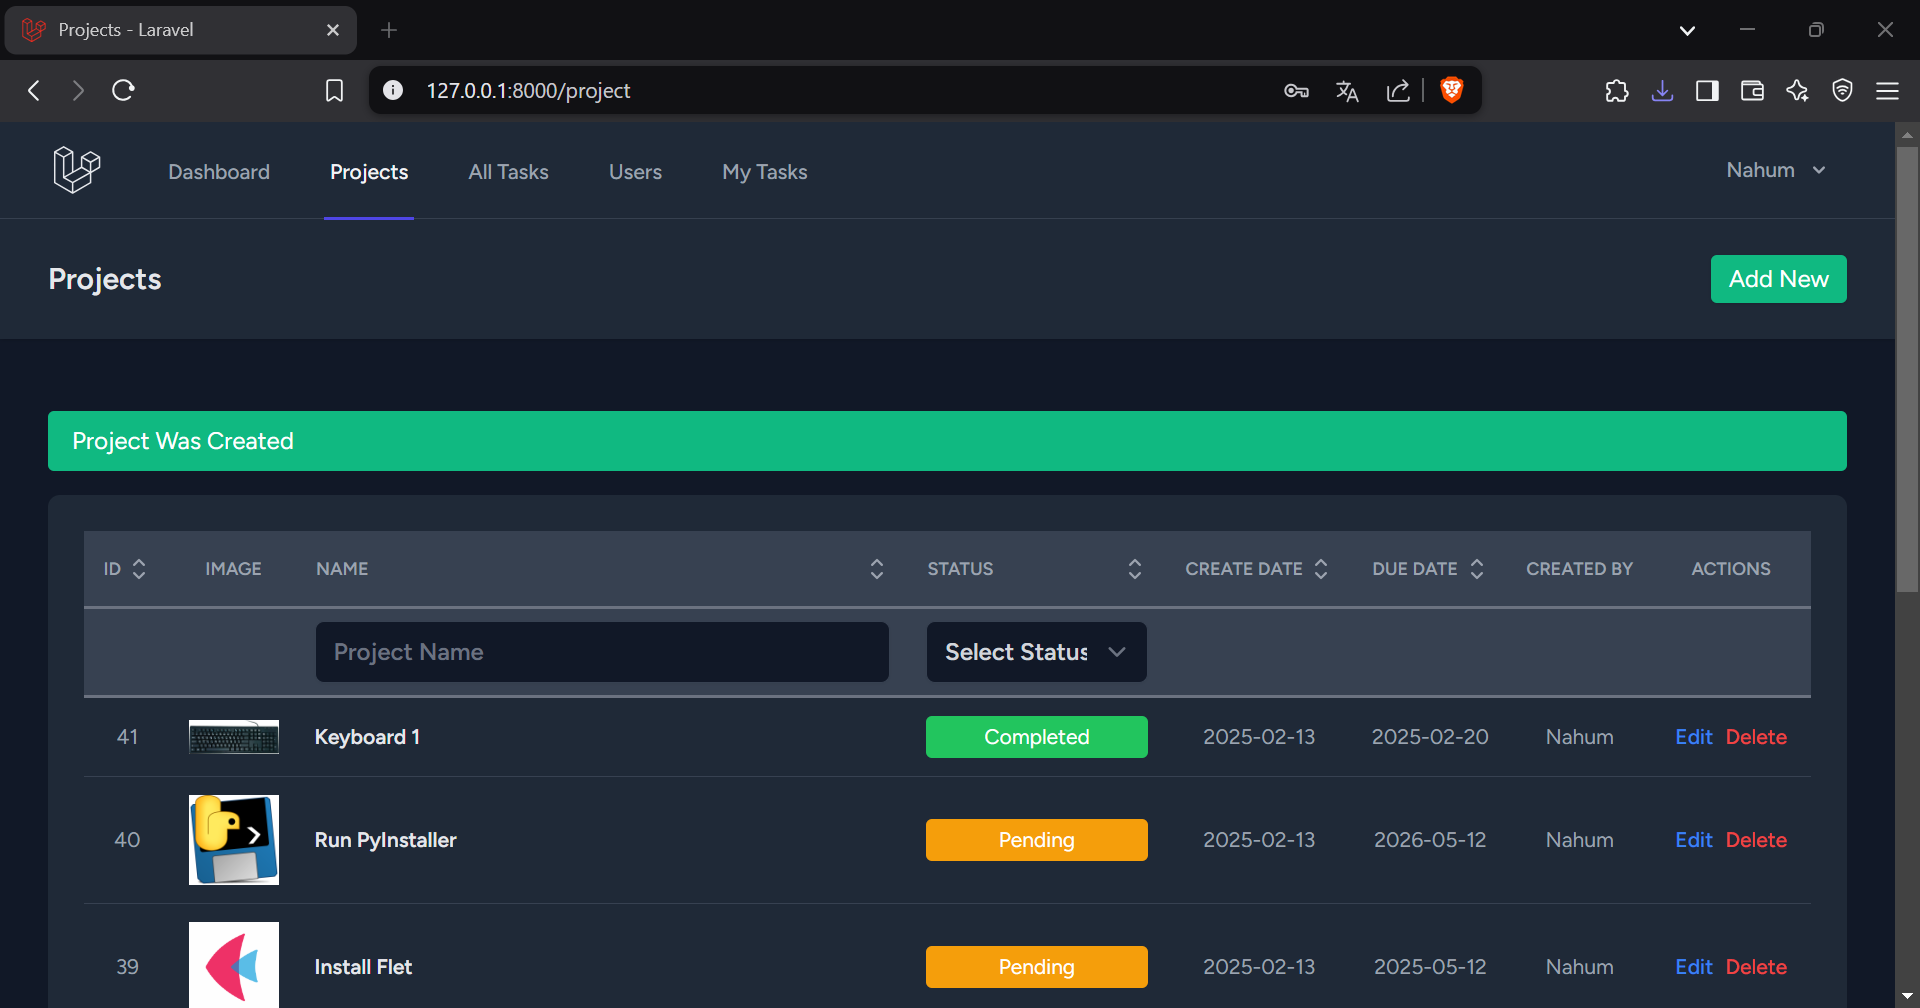 Projects - Laravel
127.0.0.1:8000/project
Dashboard Projects All Tasks Users My Tasks Nahum
Projects Add New
Project Was Created
ID IMAGE NAME STATUS CREATE DATE DUE DATE CREATED BY ACTIONS
Project Name Select Status
41 Keyboard 1 Completed 2025-02-13 2025-02-20 Nahum Edit Delete
40 Run PyInstaller Pending 2025-02-13 2026-05-12 Nahum Edit Delete
39 Install Flet Pending 2025-02-13 2025-05-12 Nahum Edit Delete